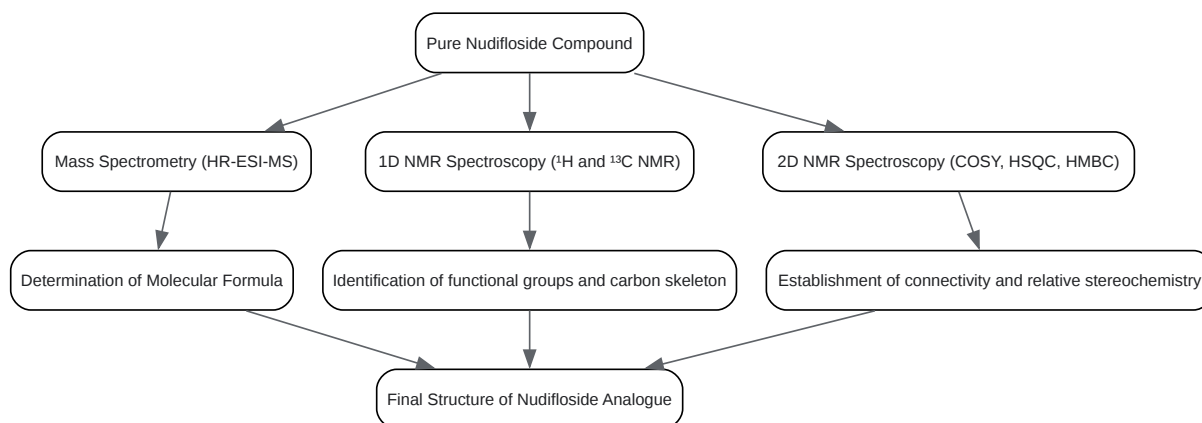 Pure Nudifloside Compound
Mass Spectrometry (HR-ESI-MS)
1D NMR Spectroscopy (¹H and ¹³C NMR)
2D NMR Spectroscopy (COSY, HSQC, HMBC)
Determination of Molecular Formula
Identification of functional groups and carbon skeleton
Establishment of connectivity and relative stereochemistry
Final Structure of Nudifloside Analogue